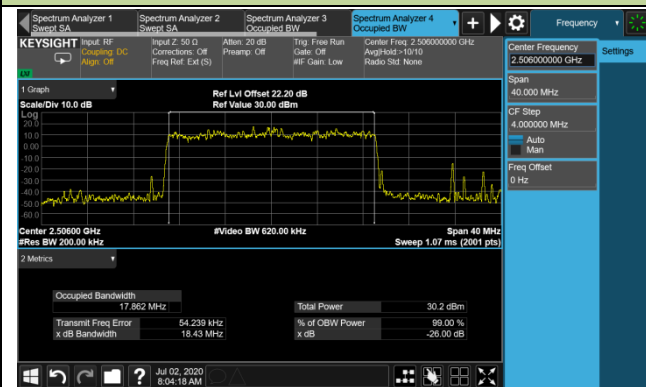 Spectrum Analyzer 1
Swept SA
Spectrum Analyzer 2
Swept SA
Spectrum Analyzer 3
Occupied BW
Spectrum Analyzer 4
Occupied BW
Frequency
KEYSIGHT
Input: RF
Coupling: DC
Align: Off
Input Z: 50 Ω
Corrections: Off
Freq Ref: Ext (S)
Atten: 20 dB
Preamp: Off
Trig: Free Run
Gate: Off
#IF Gain: Low
Center Freq: 2.506000000 GHz
Avg|Hold:>10/10
Radio Std: None
LVI
Center Frequency
2.506000000 GHz
Settings
Span
40.000 MHz
CF Step
4.000000 MHz
Auto
Man
Freq Offset
0 Hz
1 Graph
Scale/Div 10.0 dB
Ref Lvl Offset 22.20 dB
Ref Value 30.00 dBm
Log
20.0
10.0
0.00
-10.0
-20.0
-30.0
-40.0
-50.0
-60.0
Center 2.50600 GHz
#Video BW 620.00 kHz
Span 40 MHz
#Res BW 200.00 kHz
Sweep 1.07 ms (2001 pts)
2 Metrics
Occupied Bandwidth
17.862 MHz
Total Power
30.2 dBm
Transmit Freq Error
54.239 kHz
% of OBW Power
99.00 %
x dB Bandwidth
18.43 MHz
x dB
-26.00 dB
?
Jul 02, 2020
8:04:18 AM